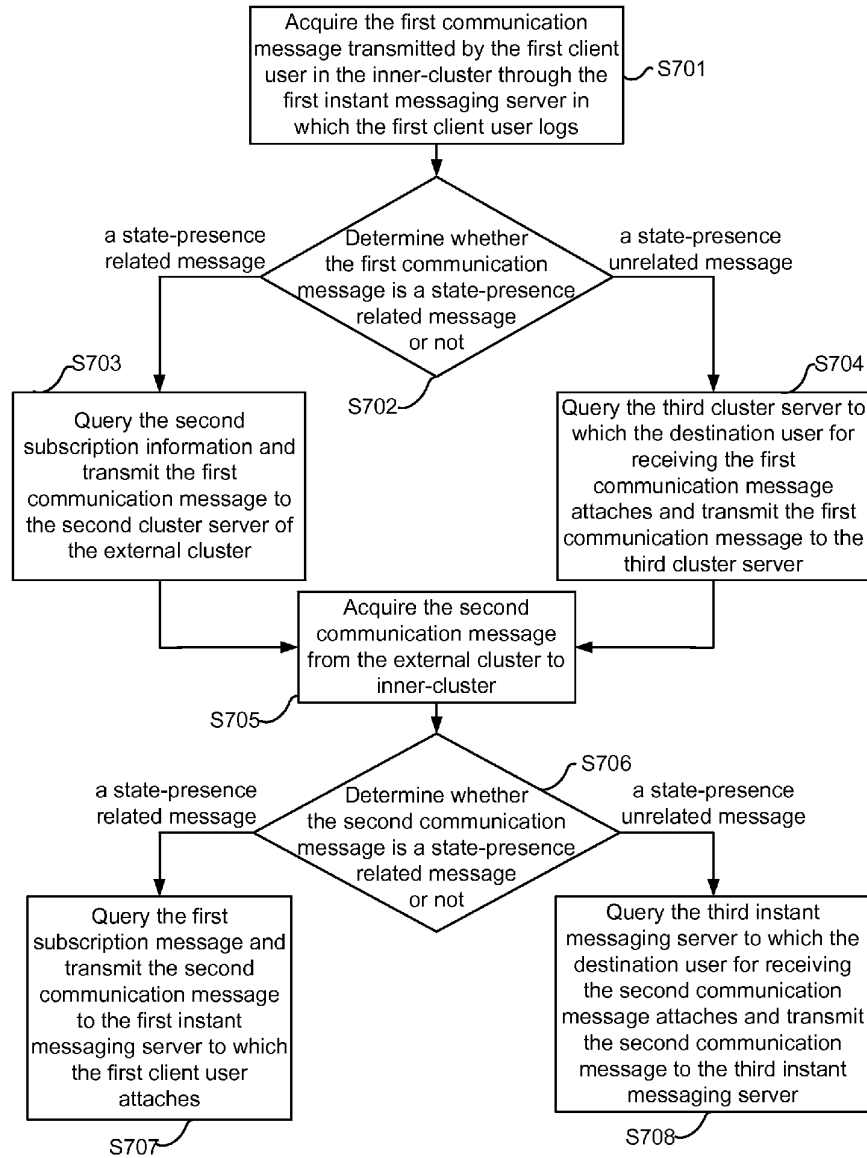 Acquire the first communication
message transmitted by the first client
user in the inner-cluster through the
first instant messaging server in
which the first client user logs
S701
a state-presence
related message
Determine whether
the first communication
message is a state-presence
related message
or not
a state-presence
unrelated message
S702
S703
Query the second
subscription information and
transmit the first
communication message to
the second cluster server of
the external cluster
S704
Query the third cluster server to
which the destination user for
receiving the first
communication message
attaches and transmit the first
communication message to
the third cluster server
Acquire the second
communication message
from the external cluster to
inner-cluster
S705
S706
a state-presence
related message
Determine whether
the second communication
message is a state-presence
related message
or not
a state-presence
unrelated message
Query the first
subscription message and
transmit the second
communication message
to the first instant
messaging server to which
the first client user
attaches
S707
Query the third instant
messaging server to which the
destination user for receiving
the second communication
message attaches and transmit
the second communication
message to the third instant
messaging server
S708